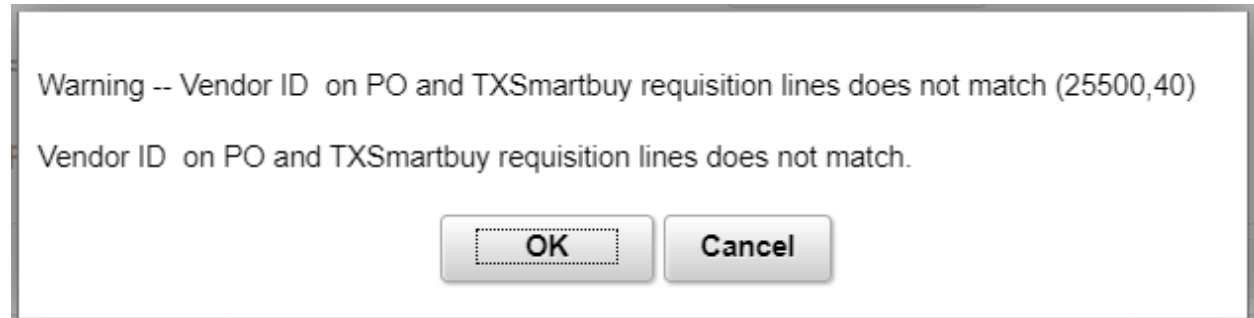 Warning -- Vendor ID  on PO and TXSmartbuy requisition lines does not match (25500,40)
Vendor ID  on PO and TXSmartbuy requisition lines does not match.
OK
Cancel